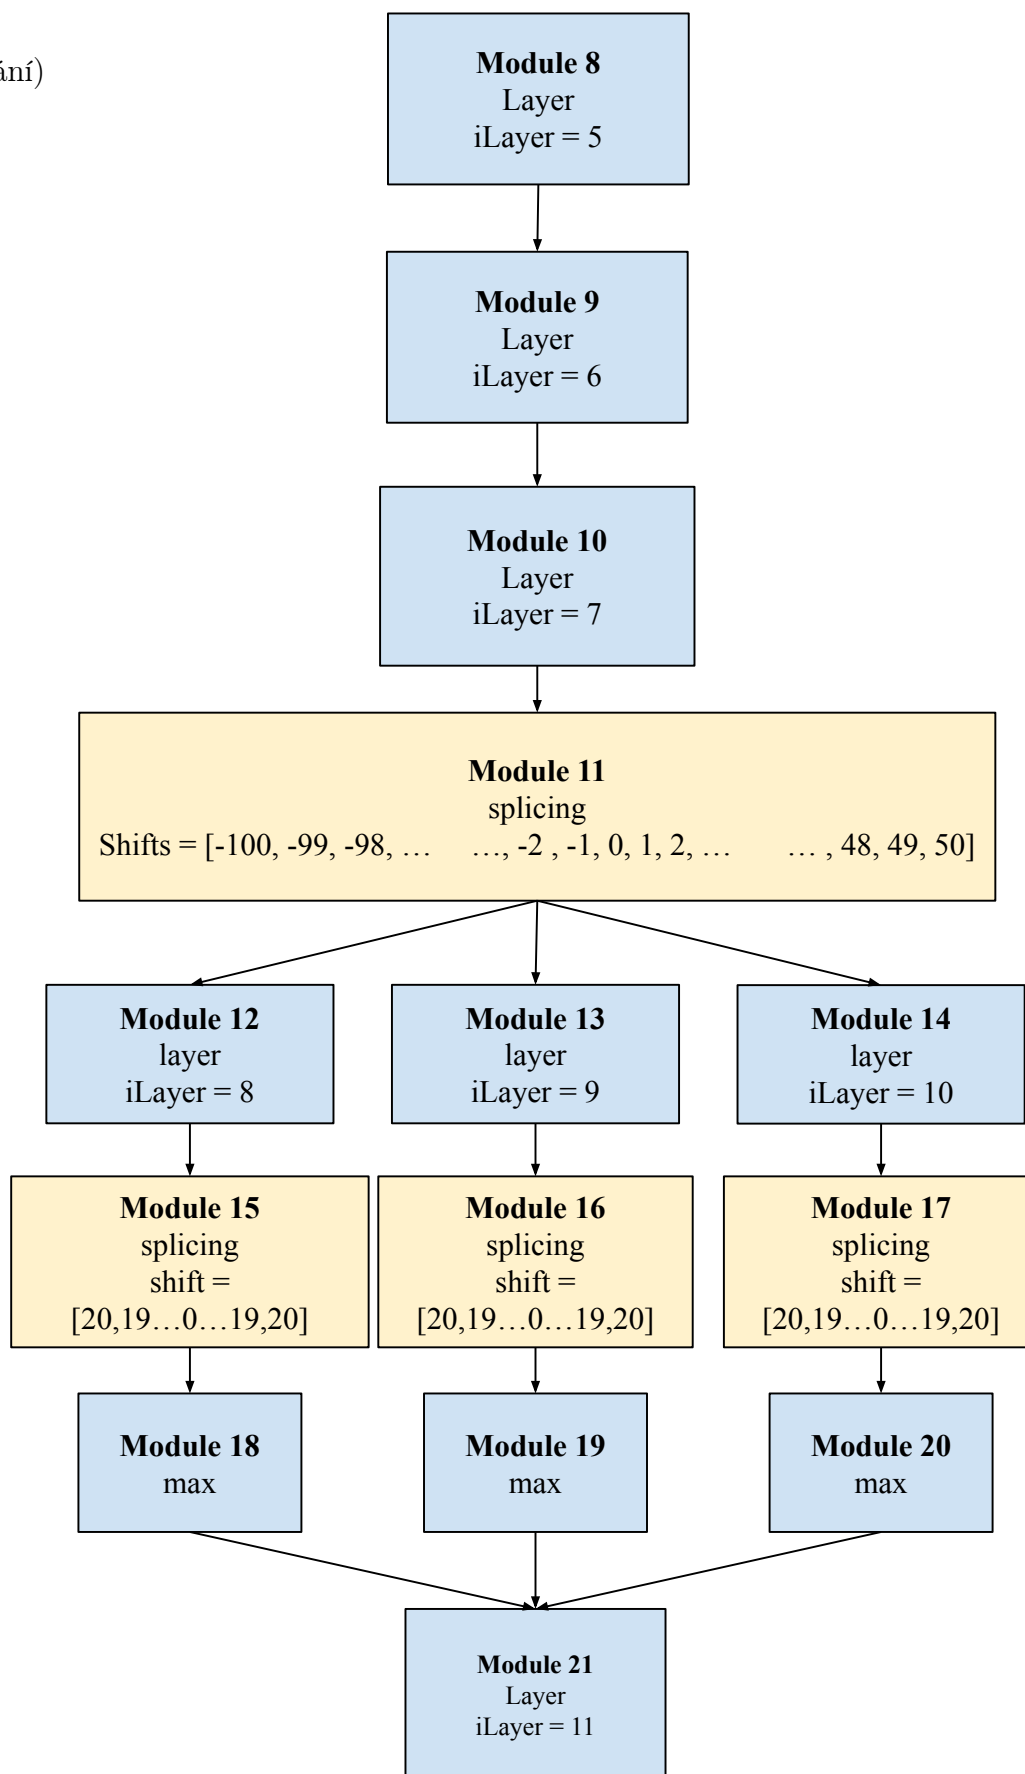 ání)
Module 8
Layer
iLayer = 5
Module 9
Layer
iLayer = 6
Module 10
Layer
iLayer = 7
Module 11
splicing
Shifts = [-100, -99, -98, … …, -2 , -1, 0, 1, 2, … … , 48, 49, 50]
Module 12
layer
iLayer = 8
Module 13
layer
iLayer = 9
Module 14
layer
iLayer = 10
Module 15
splicing
shift =
[20,19…0…19,20]
Module 16
splicing
shift =
[20,19…0…19,20]
Module 17
splicing
shift =
[20,19…0…19,20]
Module 18
max
Module 19
max
Module 20
max
Module 21
Layer
iLayer = 11